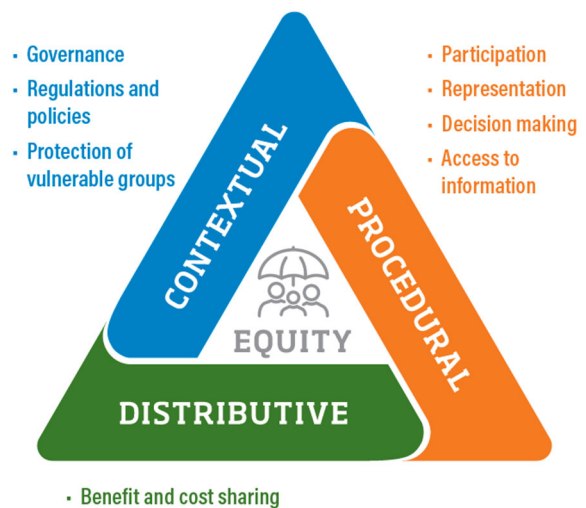 • Governance
• Regulations and
policies
• Protection of
vulnerable groups
• Participation
• Representation
• Decision making
• Access to
information
CONTEXTUAL
PROCEDURAL
EQUITY
DISTRIBUTIVE
• Benefit and cost sharing